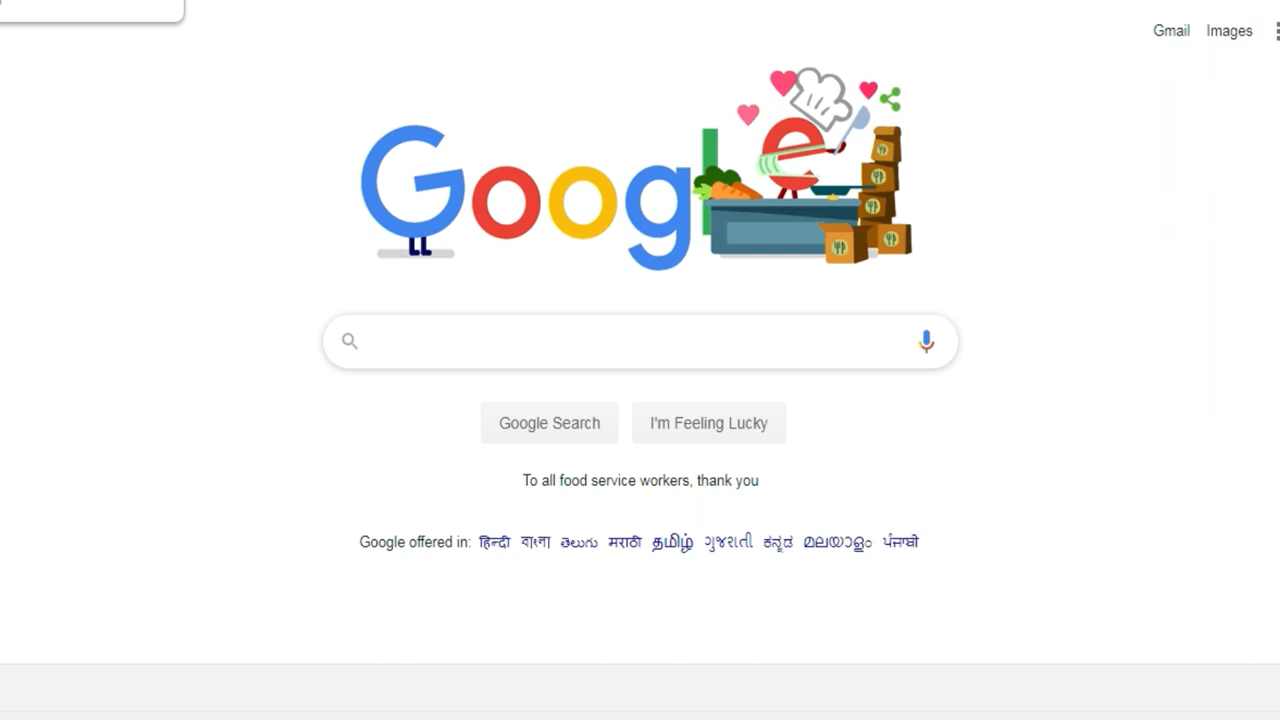 Gmail Images
Google
Google Search I'm Feeling Lucky
To all food service workers, thank you
Google offered in: हिन्दी বাংলা తెలుగు मराठी தமிழ் ગુજરાતી ಕನ್ನಡ മലയാളം ਪੰਜਾਬੀ